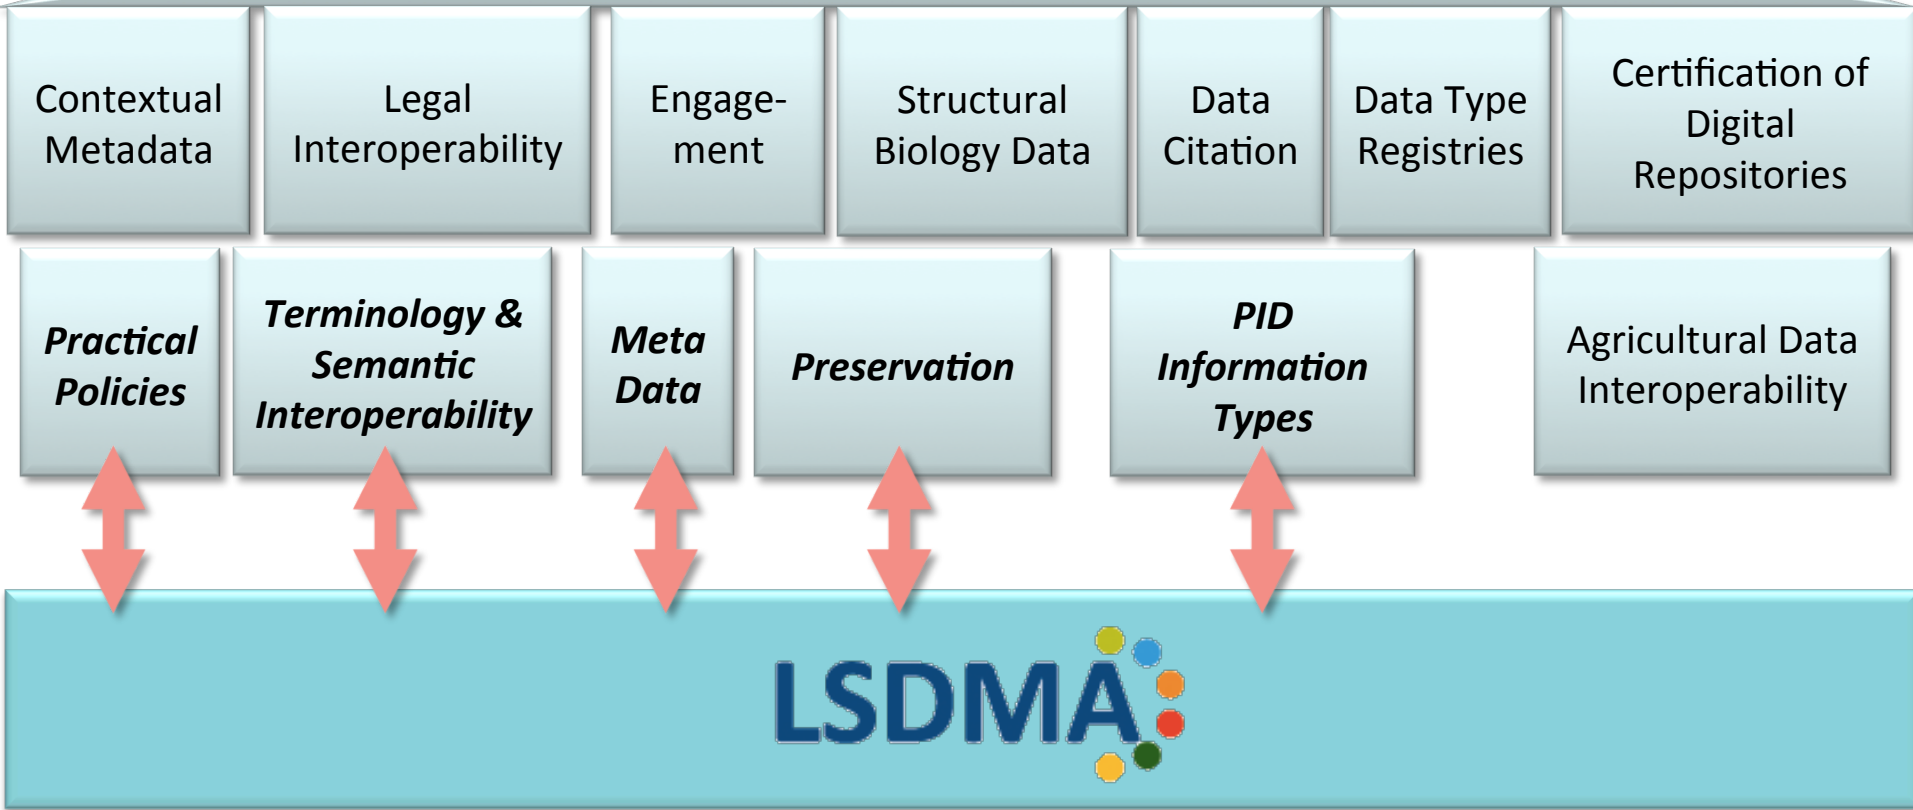 Contextual
Metadata
Legal
Interoperability
Engage-
ment
Structural
Biology Data
Data
Citation
Data Type
Registries
Certification of
Digital
Repositories
Practical
Policies
Terminology &
Semantic
Interoperability
Meta
Data
Preservation
PID
Information
Types
Agricultural Data
Interoperability
LSDMA